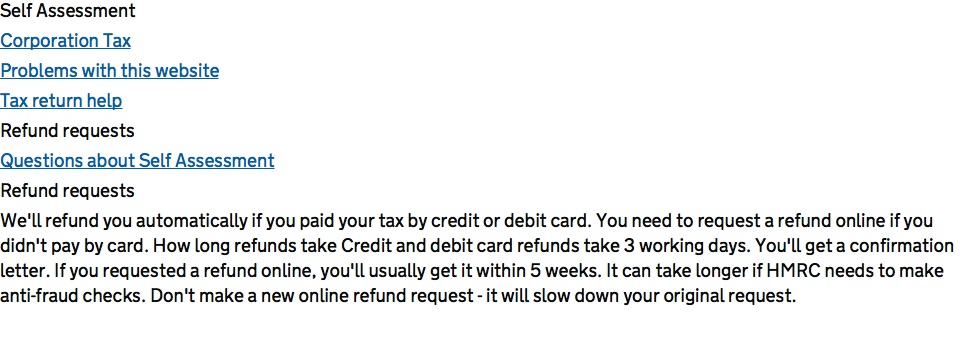 Self Assessment
Corporation Tax
Problems with this website
Tax return help
Refund requests
Questions about Self Assessment
Refund requests
We'll refund you automatically if you paid your tax by credit or debit card. You need to request a refund online if you
didn't pay by card. How long refunds take Credit and debit card refunds take 3 working days. You'll get a confirmation
letter. If you requested a refund online, you'll usually get it within 5 weeks. It can take longer if HMRC needs to make
anti-fraud checks. Don't make a new online refund request - it will slow down your original request.